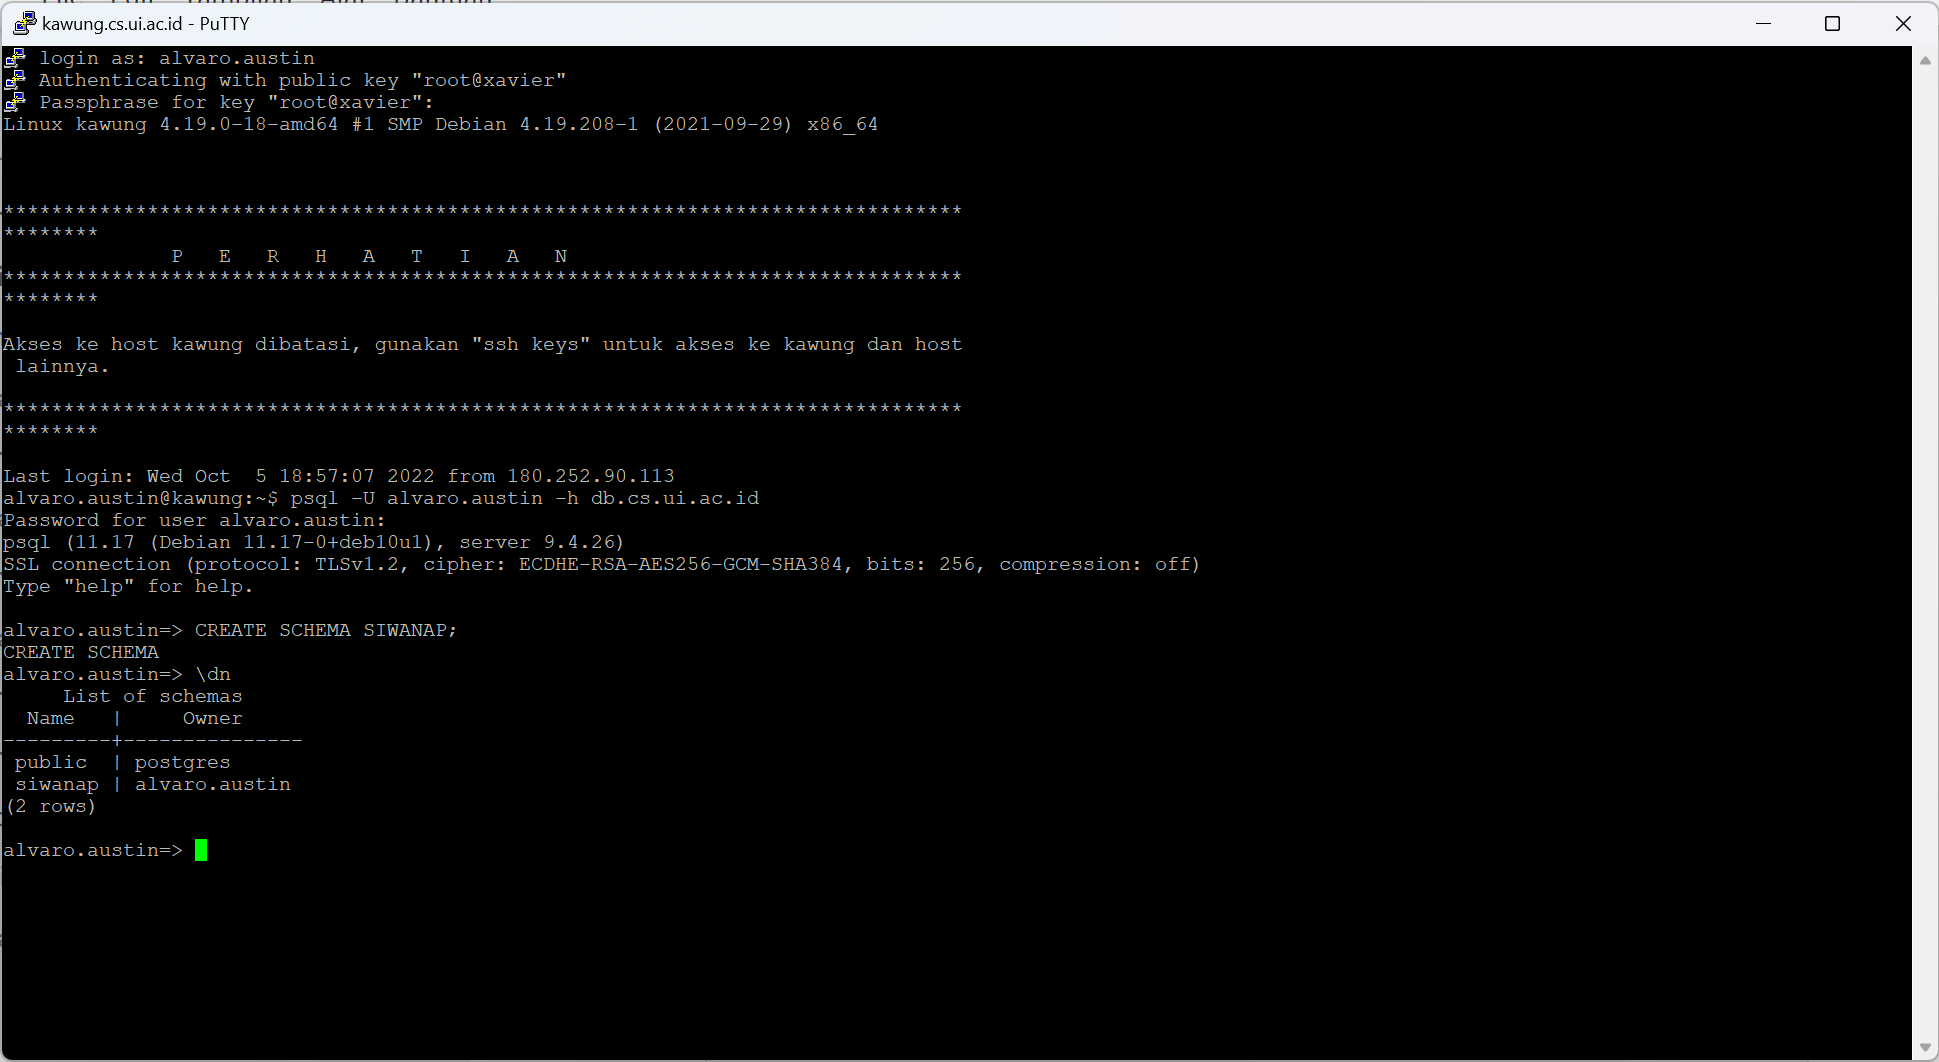 kawung.cs.ui.ac.id - PuTTY
login as: alvaro.austin
Authenticating with public key "root@xavier"
Passphrase for key "root@xavier":
Linux kawung 4.19.0-18-amd64 #1 SMP Debian 4.19.208-1 (2021-09-29) x86_64
********************************************************************************
********
P   E   R   H   A   T   I   A   N
********************************************************************************
********
Akses ke host kawung dibatasi, gunakan "ssh keys" untuk akses ke kawung dan host
 lainnya.
********************************************************************************
********
Last login: Wed Oct  5 18:57:07 2022 from 180.252.90.113
alvaro.austin@kawung:~$ psql -U alvaro.austin -h db.cs.ui.ac.id
Password for user alvaro.austin:
psql (11.17 (Debian 11.17-0+deb10u1), server 9.4.26)
SSL connection (protocol: TLSv1.2, cipher: ECDHE-RSA-AES256-GCM-SHA384, bits: 256, compression: off)
Type "help" for help.
alvaro.austin=> CREATE SCHEMA SIWANAP;
CREATE SCHEMA
alvaro.austin=> \dn
     List of schemas
  Name   |     Owner
---------+---------------
 public  | postgres
 siwanap | alvaro.austin
(2 rows)
alvaro.austin=>